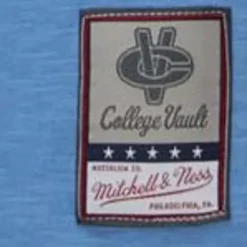 CV
College Vault
NOSTALGIA CO.
Mitchell & Ness
PHILADELPHIA, PA.